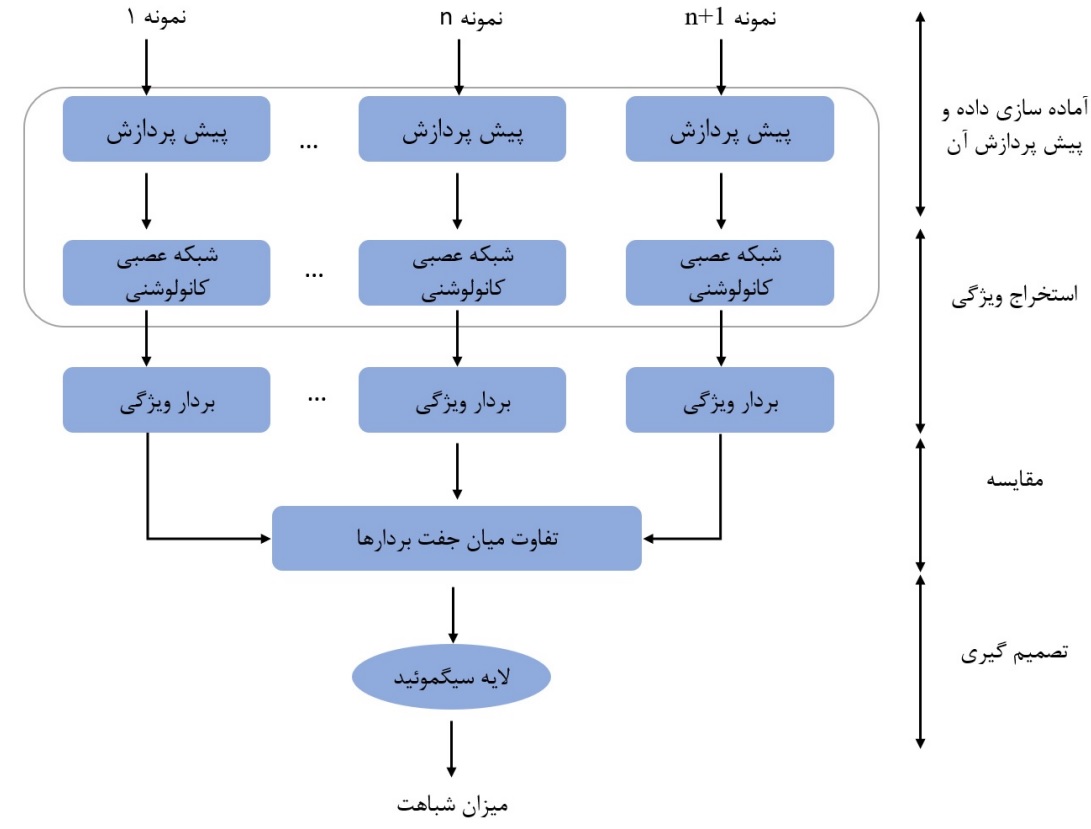 نمونه ۱
نمونه n
نمونه n+1
آماده سازی داده و
پیش پردازش آن
پیش پردازش
...
پیش پردازش
پیش پردازش
شبکه عصبی
کانولوشنی
...
شبکه عصبی
کانولوشنی
شبکه عصبی
کانولوشنی
استخراج ویژگی
بردار ویژگی
...
بردار ویژگی
بردار ویژگی
مقایسه
تفاوت میان جفت بردارها
تصمیم گیری
لایه سیگموئید
میزان شباهت